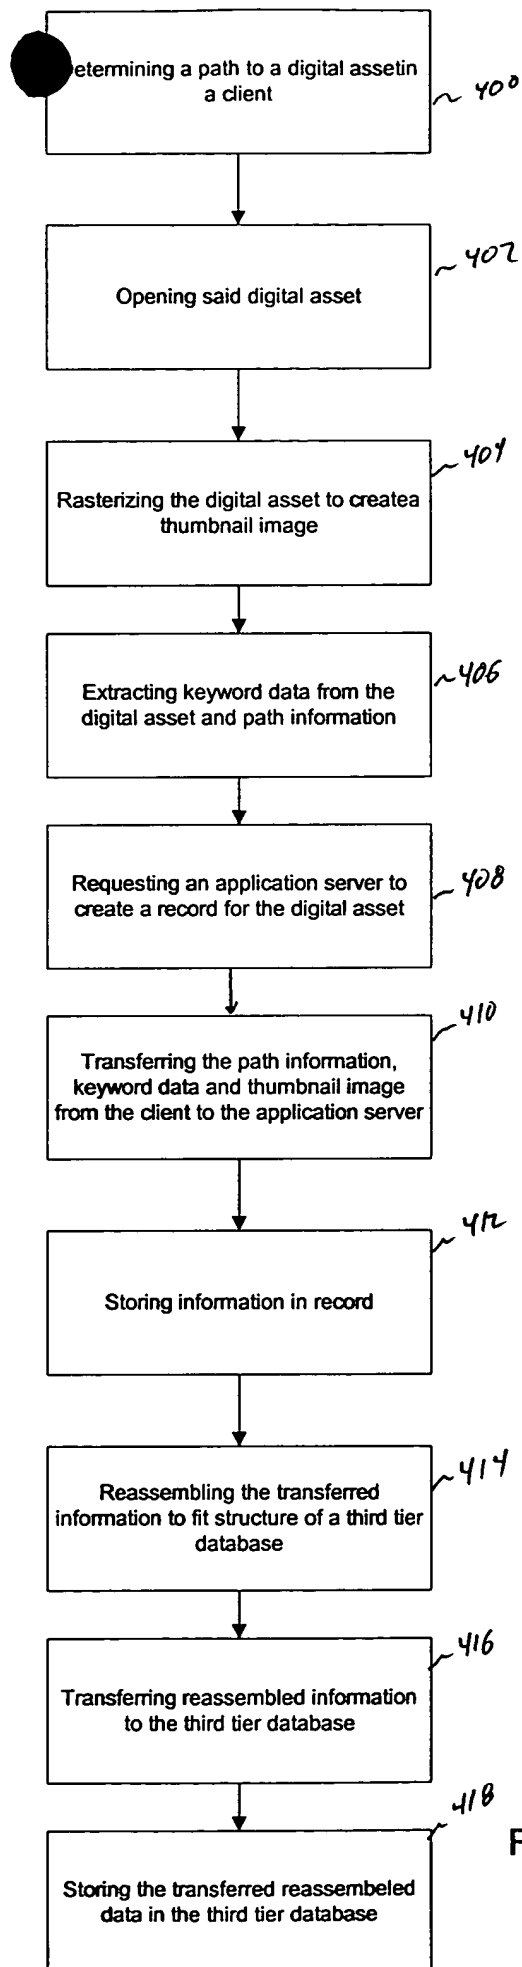 etermining a path to a digital assetin
a client
400
Opening said digital asset
402
Rasterizing the digital asset to createa
thumbnail image
404
Extracting keyword data from the
digital asset and path information
406
Requesting an application server to
create a record for the digital asset
408
Transferring the path information,
keyword data and thumbnail image
from the client to the application server
410
Storing information in record
412
Reassembling the transferred
information to fit structure of a third tier
database
414
Transferring reassembled information
to the third tier database
416
Storing the transferred reassembeled
data in the third tier database
418
F